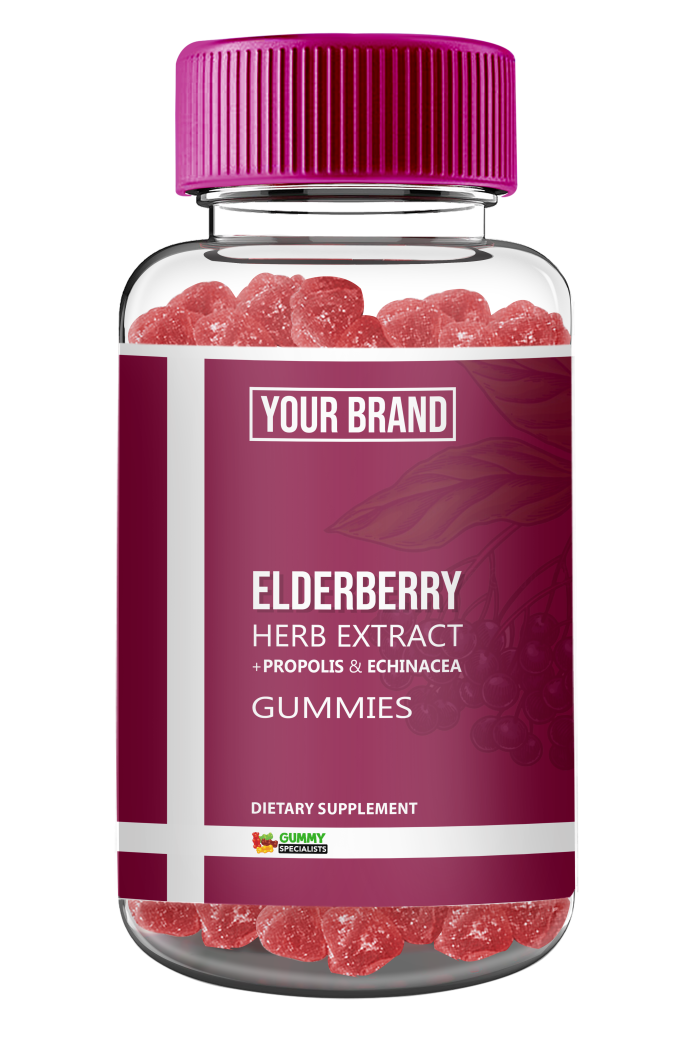 YOUR BRAND
ELDERBERRY
HERB EXTRACT
+PROPOLIS & ECHINACEA
GUMMIES
DIETARY SUPPLEMENT
GUMMY
SPECIALISTS